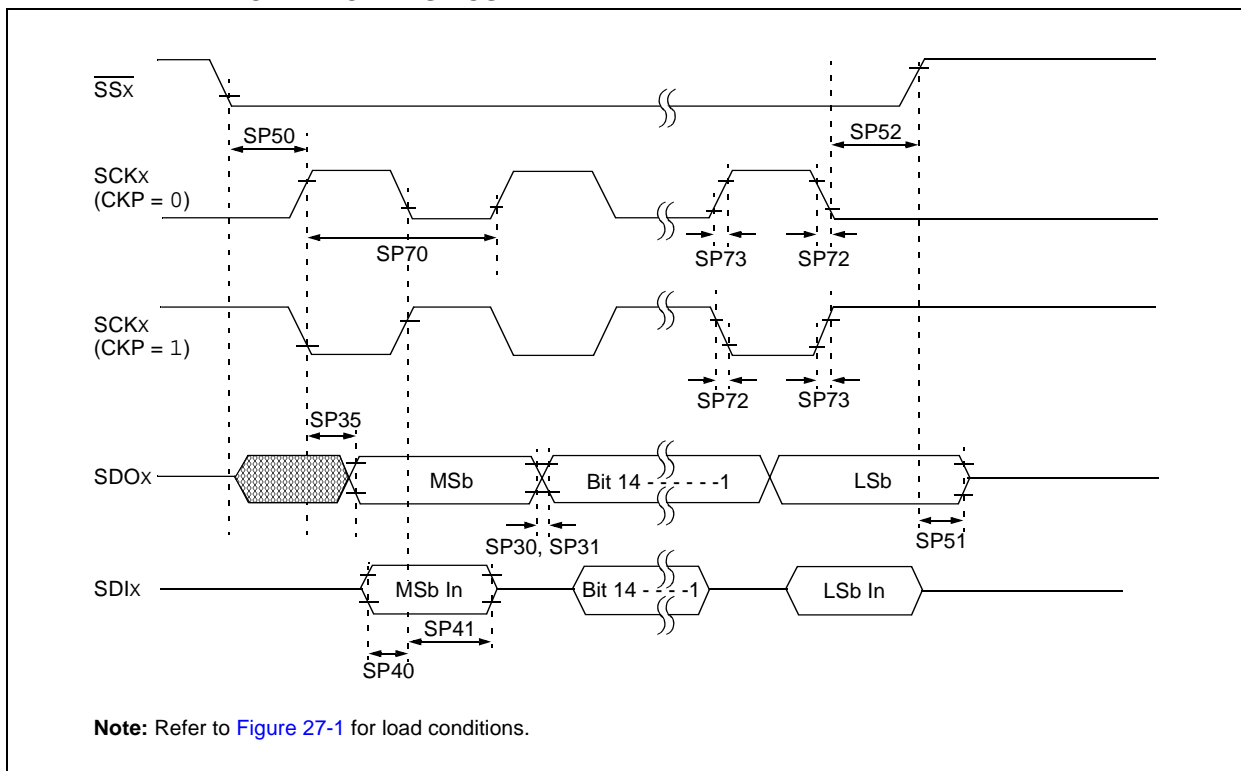 SSx
SP50
SP52
SCKx
(CKP = 0)
SP70
SP73
SP72
SCKx
(CKP = 1)
SP72
SP73
SP35
SDOx
MSb
Bit 14 - - - - - -1
LSb
SP30, SP31
SP51
SDIx
MSb In
Bit 14 - - - -1
LSb In
SP41
SP40
Note: Refer to Figure 27-1 for load conditions.